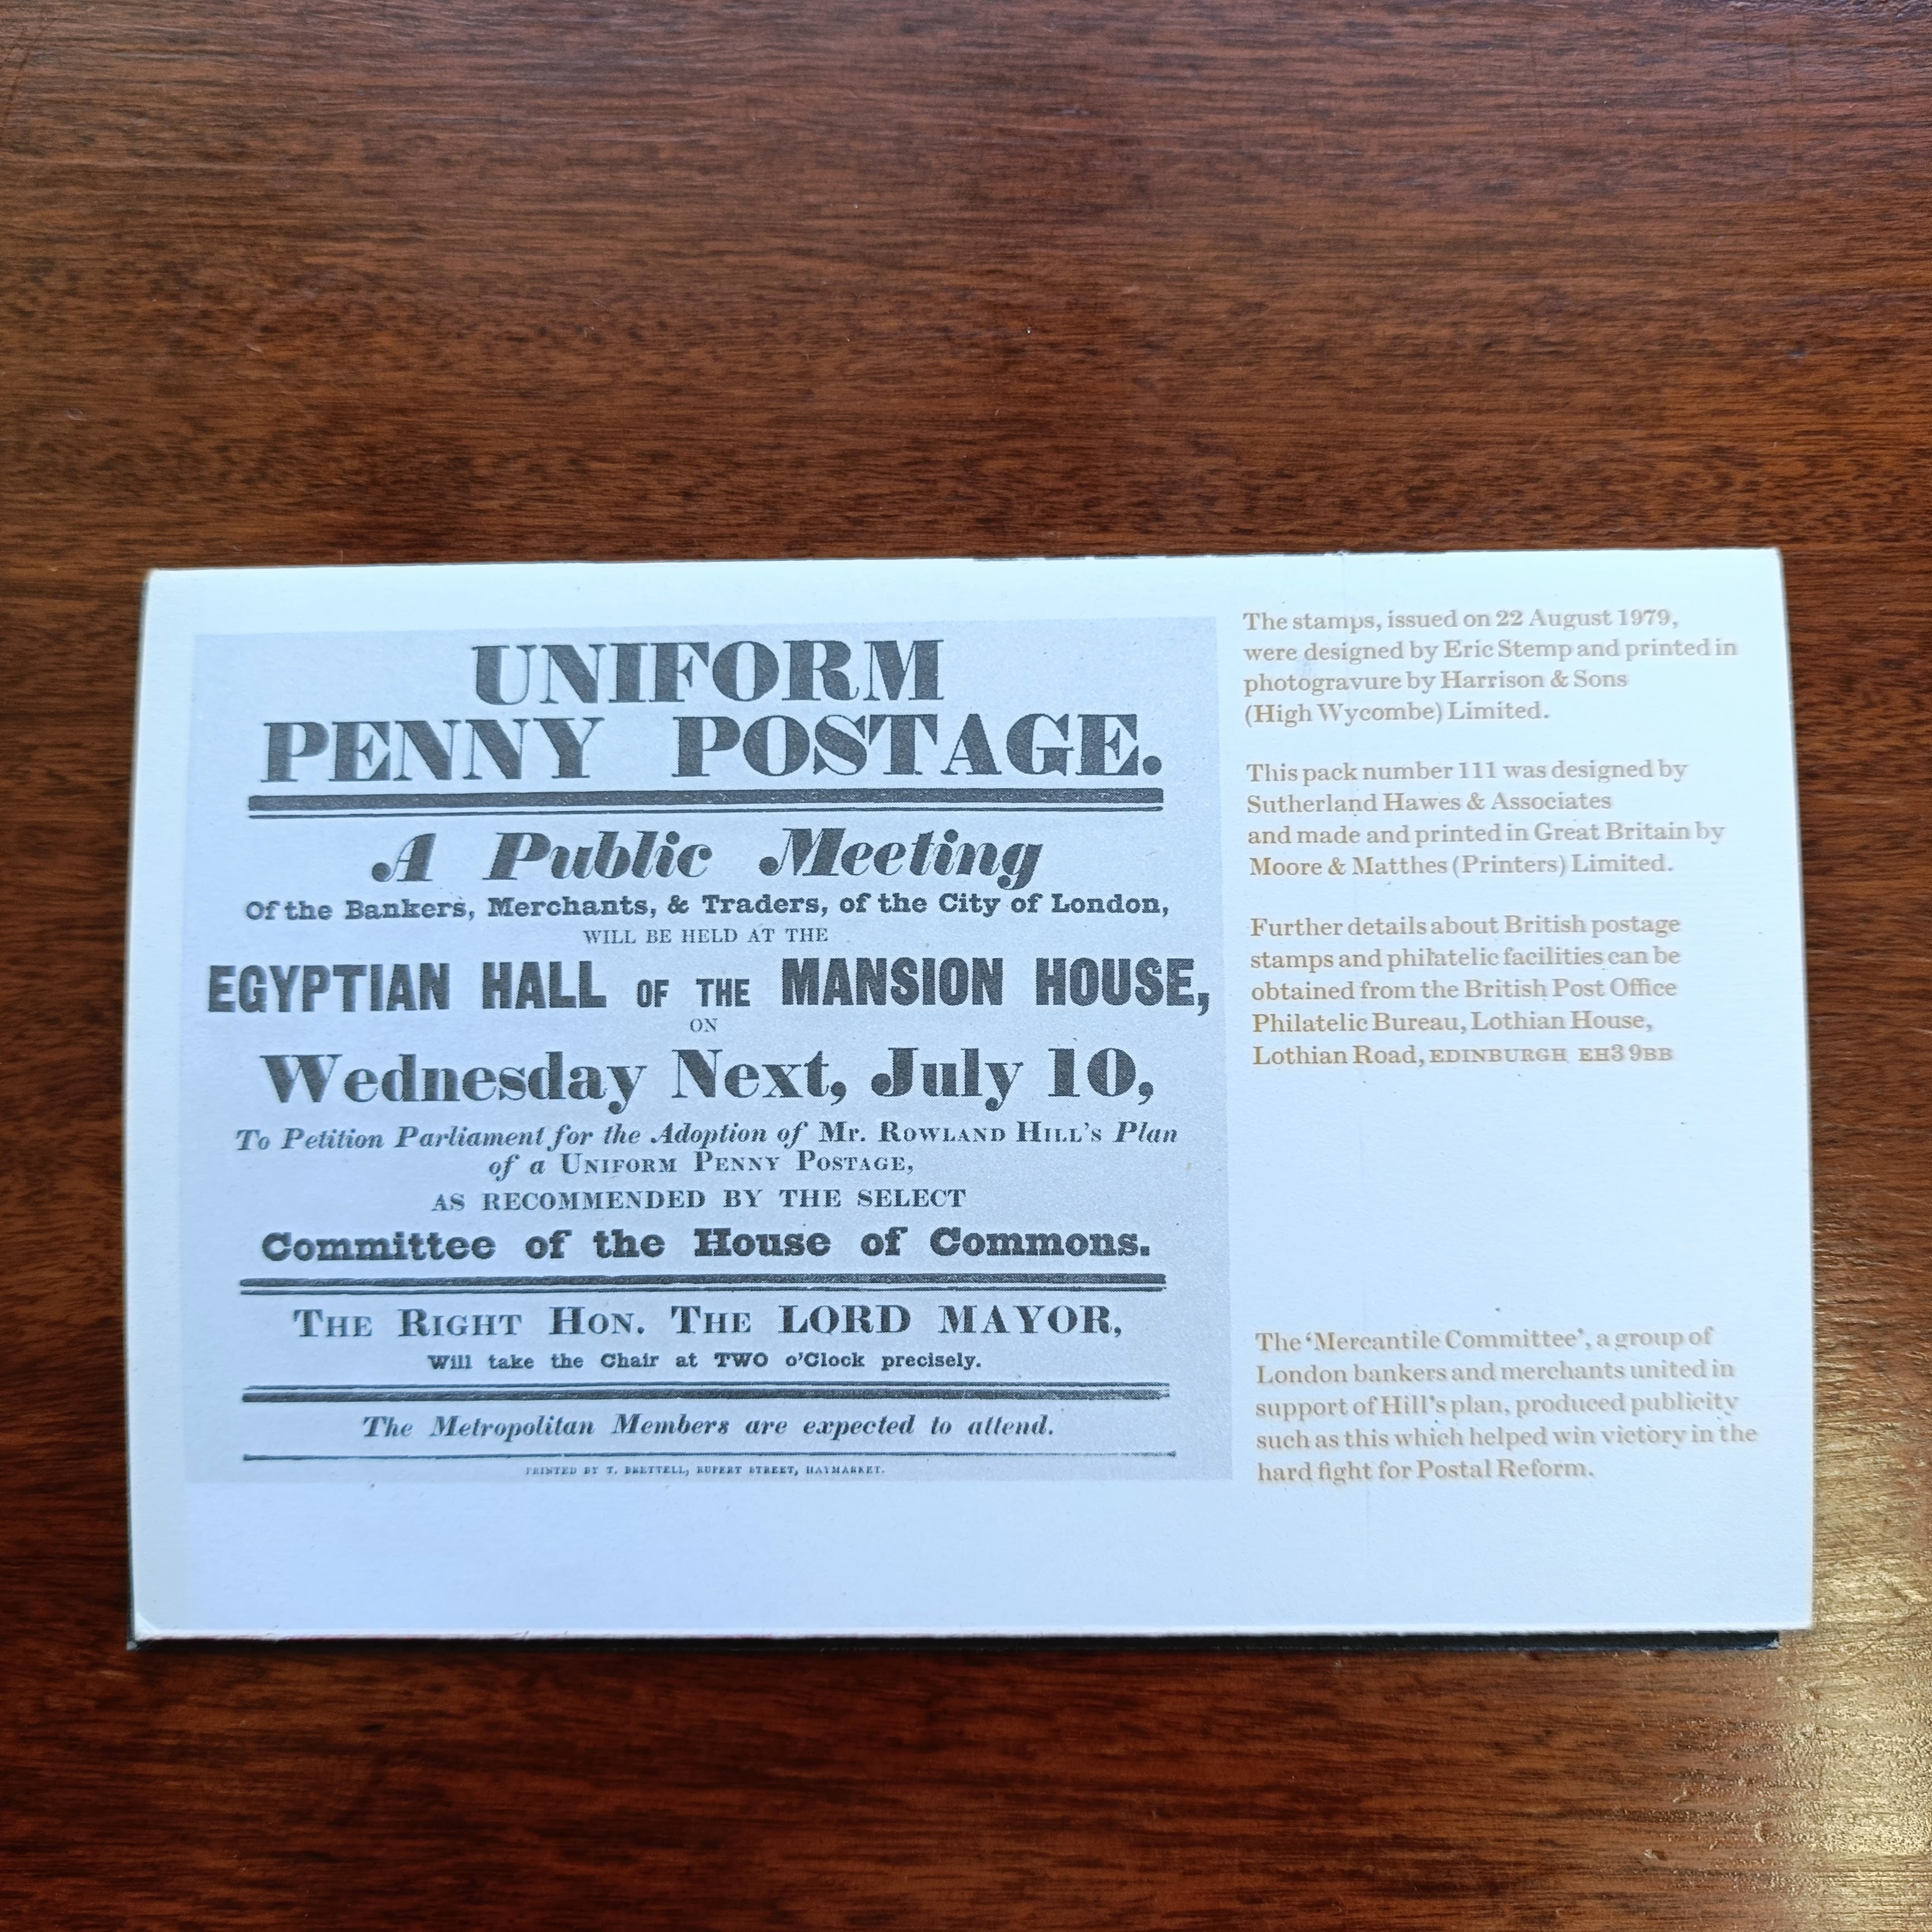 UNIFORM
PENNY POSTAGE.
A Public Meeting
Of the Bankers, Merchants, & Traders, of the City of London,
WILL BE HELD AT THE
EGYPTIAN HALL OF THE MANSION HOUSE,
ON
Wednesday Next, July 10,
To Petition Parliament for the Adoption of Mr. ROWLAND HILL'S Plan
of a UNIFORM PENNY POSTAGE,
AS RECOMMENDED BY THE SELECT
Committee of the House of Commons.
THE RIGHT HON. THE LORD MAYOR,
Will take the Chair at TWO o'Clock precisely.
The Metropolitan Members are expected to attend.
PRINTED BY T. BRETTELL, RUPERT STREET, HAYMARKET.
The stamps, issued on 22 August 1979,
were designed by Eric Stemp and printed in
photogravure by Harrison & Sons
(High Wycombe) Limited.
This pack number 111 was designed by
Sutherland Hawes & Associates
and made and printed in Great Britain by
Moore & Matthes (Printers) Limited.
Further details about British postage
stamps and philatelic facilities can be
obtained from the British Post Office
Philatelic Bureau, Lothian House,
Lothian Road, EDINBURGH EH3 9BB
The 'Mercantile Committee', a group of
London bankers and merchants united in
support of Hill's plan, produced publicity
such as this which helped win victory in the
hard fight for Postal Reform.